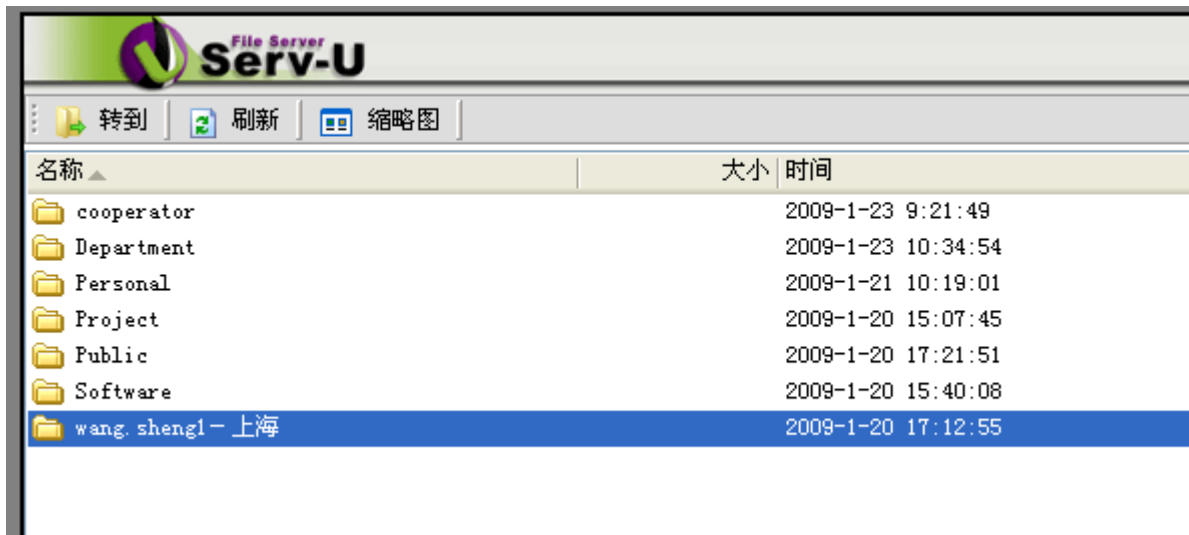 File Server
Serv-U
转到 刷新 缩略图
名称 大小 时间
cooperator 2009-1-23 9:21:49
Department 2009-1-23 10:34:54
Personal 2009-1-21 10:19:01
Project 2009-1-20 15:07:45
Public 2009-1-20 17:21:51
Software 2009-1-20 15:40:08
wang.sheng1－上海 2009-1-20 17:12:55